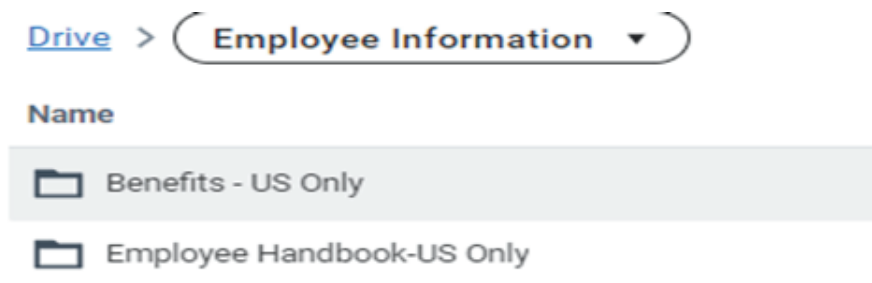 Drive > Employee Information
Name
Benefits - US Only
Employee Handbook-US Only